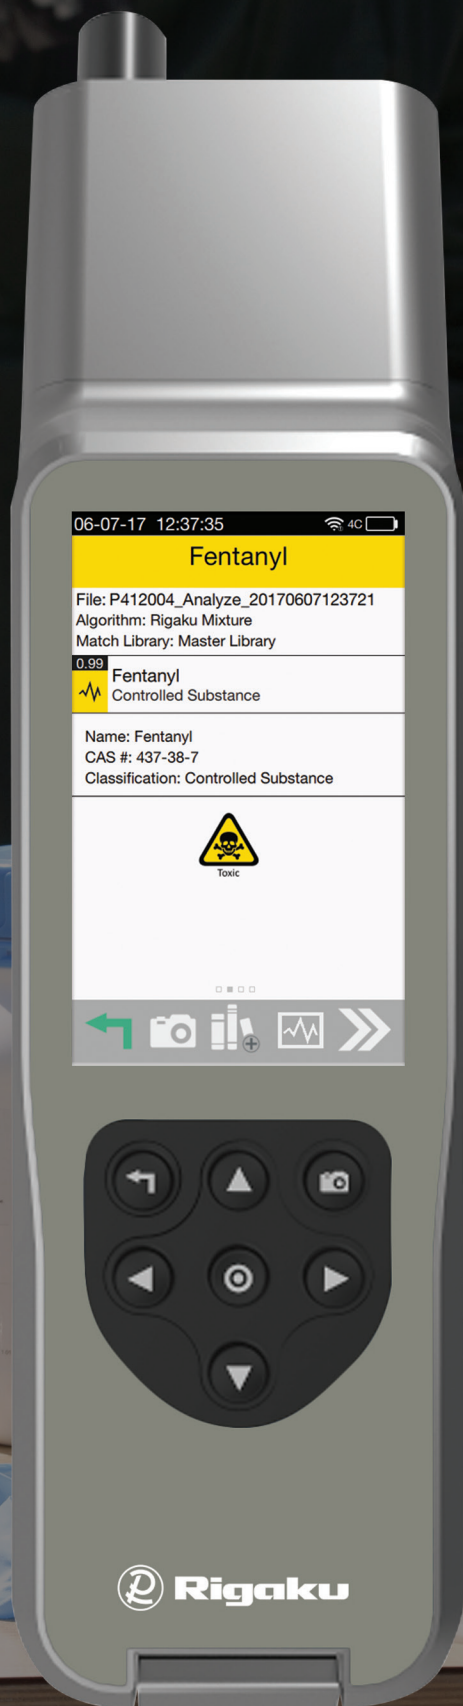 06-07-17 12:37:35 4C
Fentanyl
File: P412004_Analyze_20170607123721
Algorithm: Rigaku Mixture
Match Library: Master Library
0.99
Fentanyl
Controlled Substance
Name: Fentanyl
CAS #: 437-38-7
Classification: Controlled Substance
Toxic
Rigaku